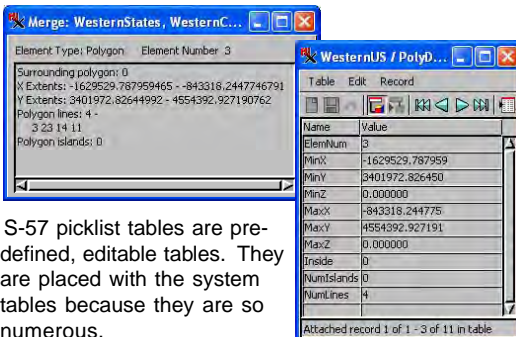 Merge: WesternStates, WesternC...
Element Type: Polygon Element Number 3
Surrounding polygon: 0
X Extents: -1629529.787959465 - -843318.2447746791
Y Extents: 3401972.82644992 - 4554392.927190762
Polygon lines: 4 -
3 23 14 11
Polygon islands: 0
S-57 picklist tables are pre-
defined, editable tables. They
are placed with the system
tables because they are so
numerous.
WesternUS / PolyD...
Table Edit Record
Name Value
ElemNum 3
MinX -1629529.787959
MinY 3401972.826450
MinZ 0.000000
MaxX -843318.244775
MaxY 4554392.927191
MaxZ 0.000000
Inside 0
NumIslands 0
NumLines 4
Attached record 1 of 1 - 3 of 11 in table